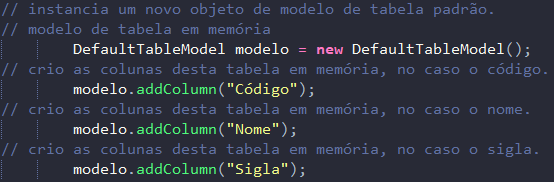 // instancia um novo objeto de modelo de tabela padrão.
// modelo de tabela em memória
DefaultTableModel modelo = new DefaultTableModel();
// crio as colunas desta tabela em memória, no caso o código.
modelo.addColumn("Código");
// crio as colunas desta tabela em memória, no caso o nome.
modelo.addColumn("Nome");
// crio as colunas desta tabela em memória, no caso o sigla.
modelo.addColumn("Sigla");